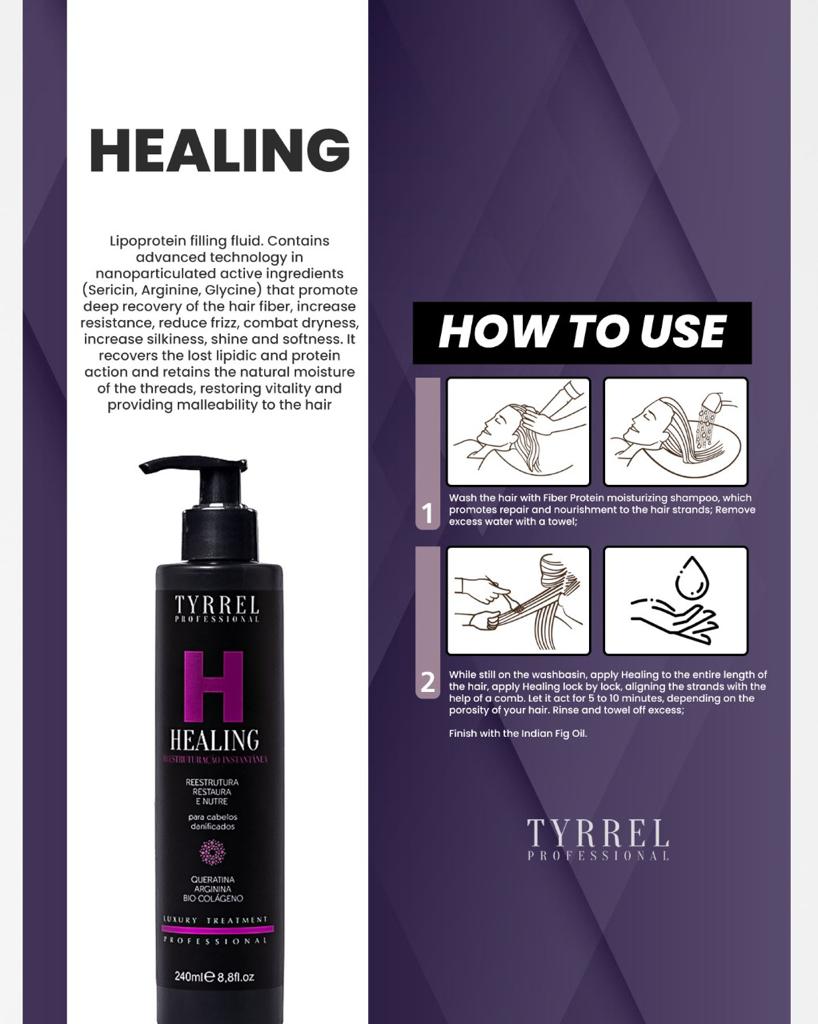 HEALING
Lipoprotein filling fluid. Contains
advanced technology in
nanoparticulated active ingredients
(Sericin, Arginine, Glycine) that promote
deep recovery of the hair fiber, increase
resistance, reduce frizz, combat dryness,
increase silkiness, shine and softness. It
recovers the lost lipidic and protein
action and retains the natural moisture
of the threads, restoring vitality and
providing malleability to the hair
TYRREL
PROFESSIONAL
H
HEALING
REESTRUTURAÇÃO INSTANTÂNEA
REESTRUTURA
RESTAURA
E NUTRE
para cabelos
danificados
QUERATINA
ARGININA
BIO-COLÁGENO
LUXURY TREATMENT
PROFESSIONAL
240ml℮8,8fl.oz
HOW TO USE
1
Wash the hair with Fiber Protein moisturizing shampoo, which
promotes repair and nourishment to the hair strands; Remove
excess water with a towel;
2
While still on the washbasin, apply Healing to the entire length of
the hair, apply Healing lock by lock, aligning the strands with the
help of a comb. Let it act for 5 to 10 minutes, depending on the
porosity of your hair. Rinse and towel off excess;
Finish with the Indian Fig Oil.
TYRREL
PROFESSIONAL